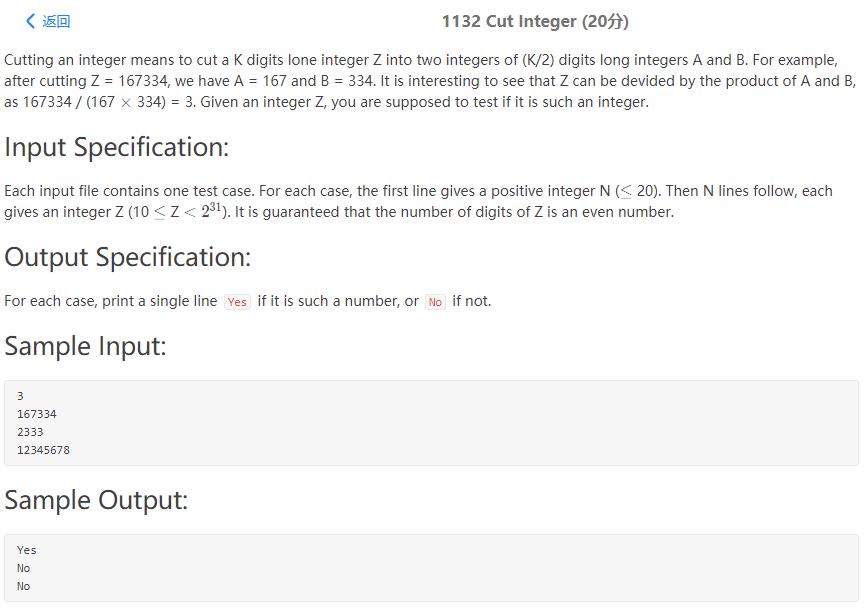 返回
1132 Cut Integer (20分)
Cutting an integer means to cut a K digits lone integer Z into two integers of (K/2) digits long integers A and B. For example,
after cutting Z = 167334, we have A = 167 and B = 334. It is interesting to see that Z can be devided by the product of A and B,
as 167334 / (167 × 334) = 3. Given an integer Z, you are supposed to test if it is such an integer.
Input Specification:
Each input file contains one test case. For each case, the first line gives a positive integer N (≤ 20). Then N lines follow, each
gives an integer Z (10 ≤ Z < 2³¹). It is guaranteed that the number of digits of Z is an even number.
Output Specification:
For each case, print a single line Yes if it is such a number, or No if not.
Sample Input:
3
167334
2333
12345678
Sample Output:
Yes
No
No